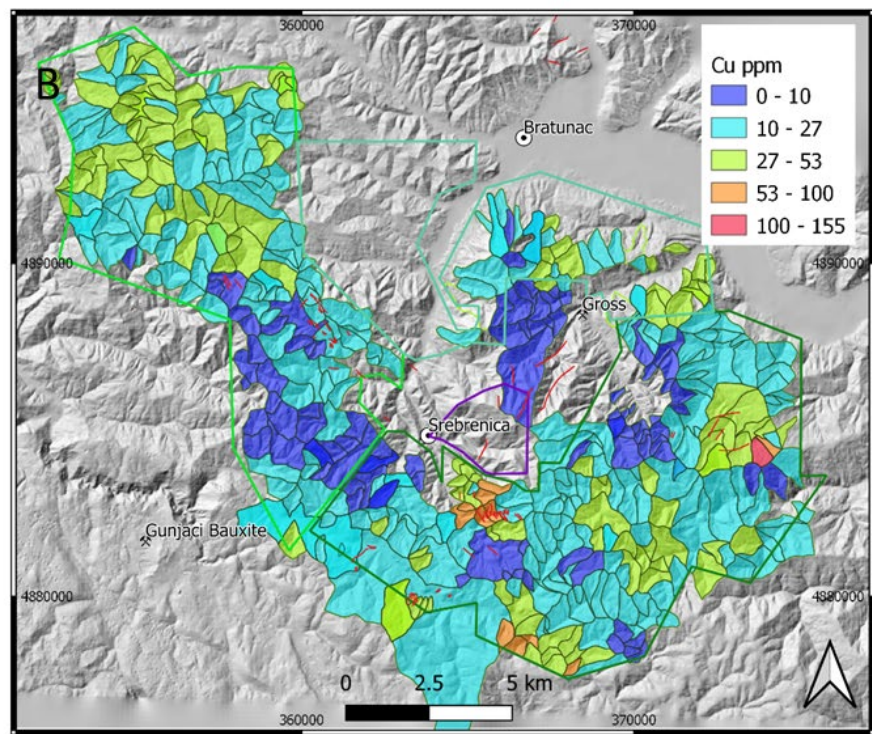 360000
370000
B
Cu ppm
0 - 10
10 - 27
27 - 53
53 - 100
100 - 155
Bratunac
4890000
4890000
Gross
Srebrenica
Gunjaci Bauxite
4880000
4880000
0
2.5
5 km
360000
370000